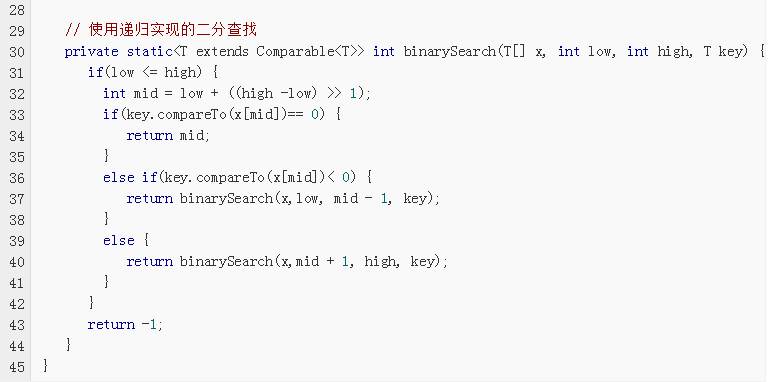 28
29 // 使用递归实现的二分查找
30 private static<T extends Comparable<T>> int binarySearch(T[] x, int low, int high, T key) {
31 if(low <= high) {
32 int mid = low + ((high -low) >> 1);
33 if(key.compareTo(x[mid])== 0) {
34 return mid;
35 }
36 else if(key.compareTo(x[mid])< 0) {
37 return binarySearch(x,low, mid - 1, key);
38 }
39 else {
40 return binarySearch(x,mid + 1, high, key);
41 }
42 }
43 return -1;
44 }
45 }